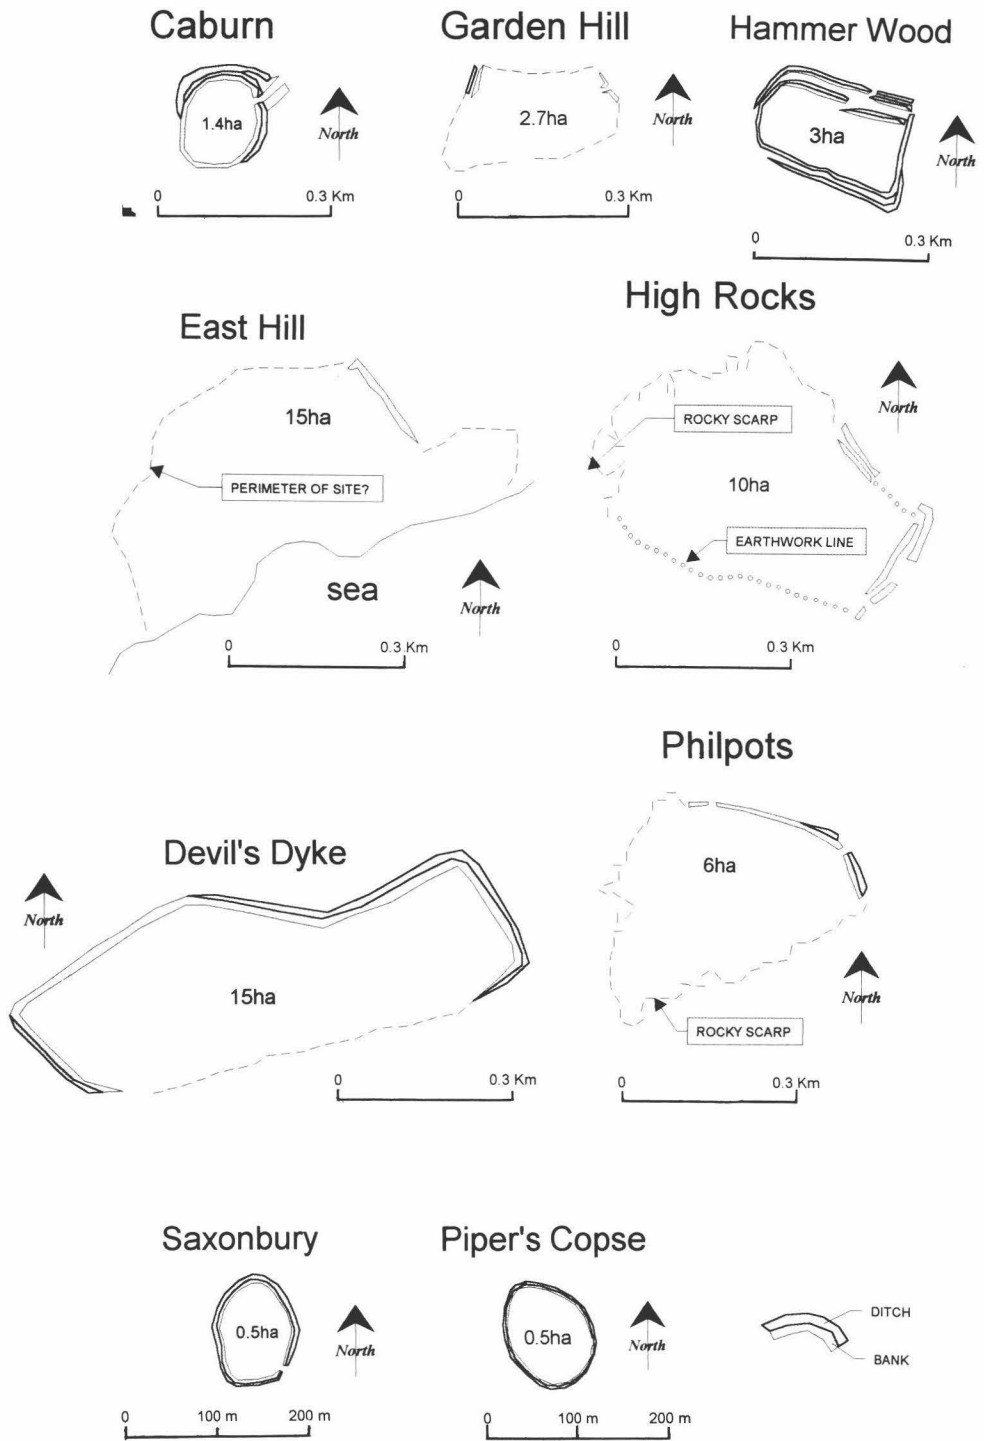 Caburn
1.4ha
North
0 0.3 Km
Garden Hill
2.7ha
North
0 0.3 Km
Hammer Wood
3ha
North
0 0.3 Km
East Hill
15ha
PERIMETER OF SITE?
sea
North
0 0.3 Km
High Rocks
North
ROCKY SCARP
10ha
EARTHWORK LINE
0 0.3 Km
Devil's Dyke
North
15ha
0 0.3 Km
Philpots
6ha
North
ROCKY SCARP
0 0.3 Km
Saxonbury
0.5ha
North
0 100 m 200 m
Piper's Copse
0.5ha
North
0 100 m 200 m
DITCH
BANK